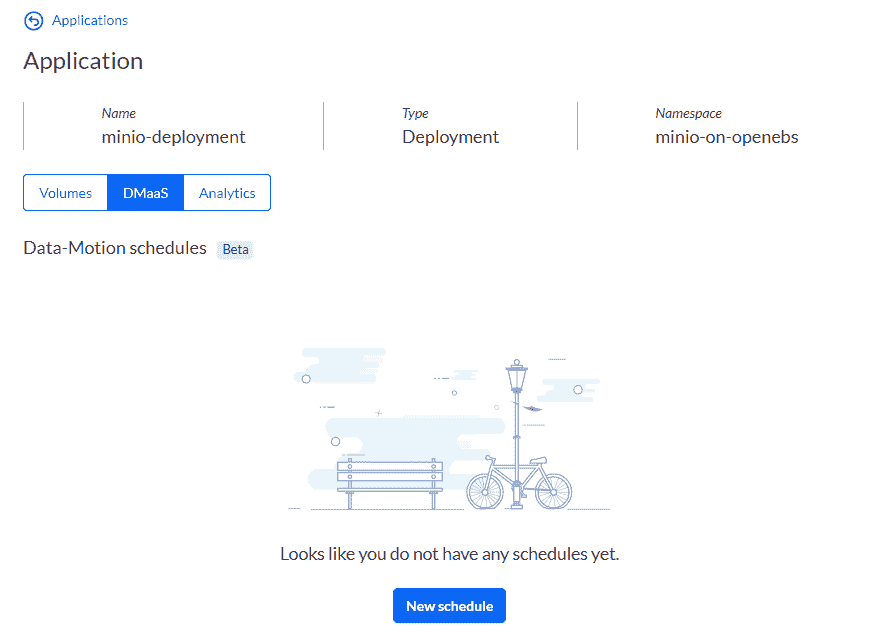 Applications
Application
Name Type Namespace
minio-deployment Deployment minio-on-openebs
Volumes DMaaS Analytics
Data-Motion schedules Beta
Looks like you do not have any schedules yet.
New schedule